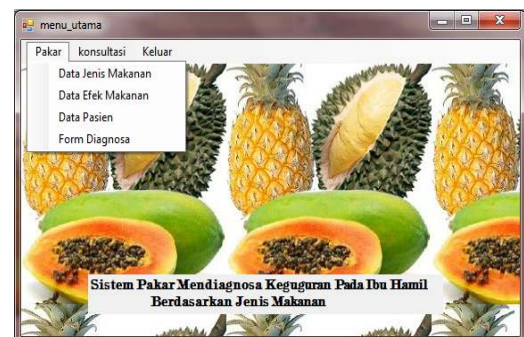 menu_utama
Pakar konsultasi Keluar
Data Jenis Makanan
Data Efek Makanan
Data Pasien
Form Diagnosa
Sistem Pakar Mendiagnosa Keguguran Pada Ibu Hamil
Berdasarkan Jenis Makanan